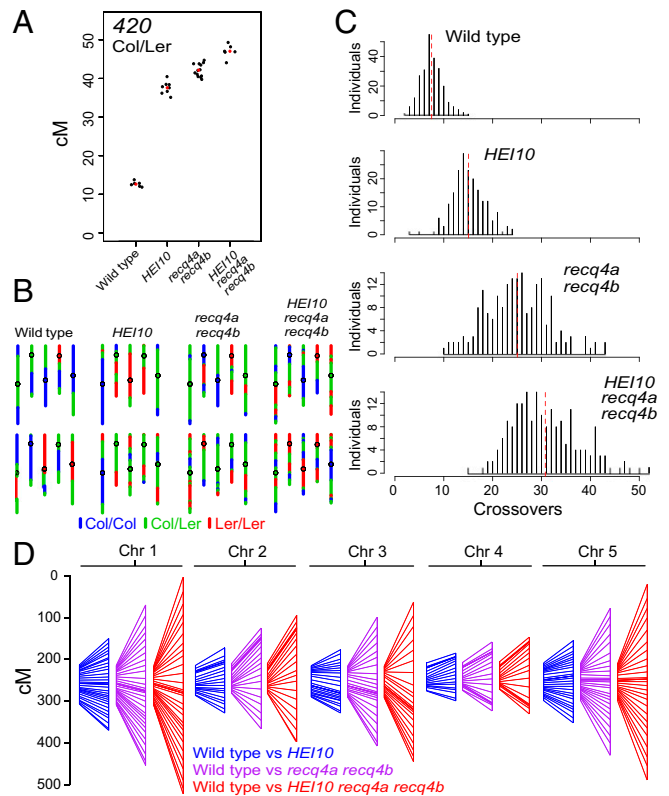 A
420
Col/Ler
cM
50
40
30
20
10
0
Wild type
HEI10
recq4a
recq4b
HEI10
recq4a
recq4b
B
Wild type
HEI10
recq4a
recq4b
HEI10
recq4a
recq4b
Col/Col
Col/Ler
Ler/Ler
C
Wild type
Individuals
40
20
0
HEI10
Individuals
20
10
0
recq4a
recq4b
Individuals
12
8
4
0
HEI10
recq4a
recq4b
Individuals
12
8
4
0
0 10 20 30 40 50
Crossovers
D
Chr 1 Chr 2 Chr 3 Chr 4 Chr 5
cM
0
100
200
300
400
500
Wild type vs HEI10
Wild type vs recq4a recq4b
Wild type vs HEI10 recq4a recq4b